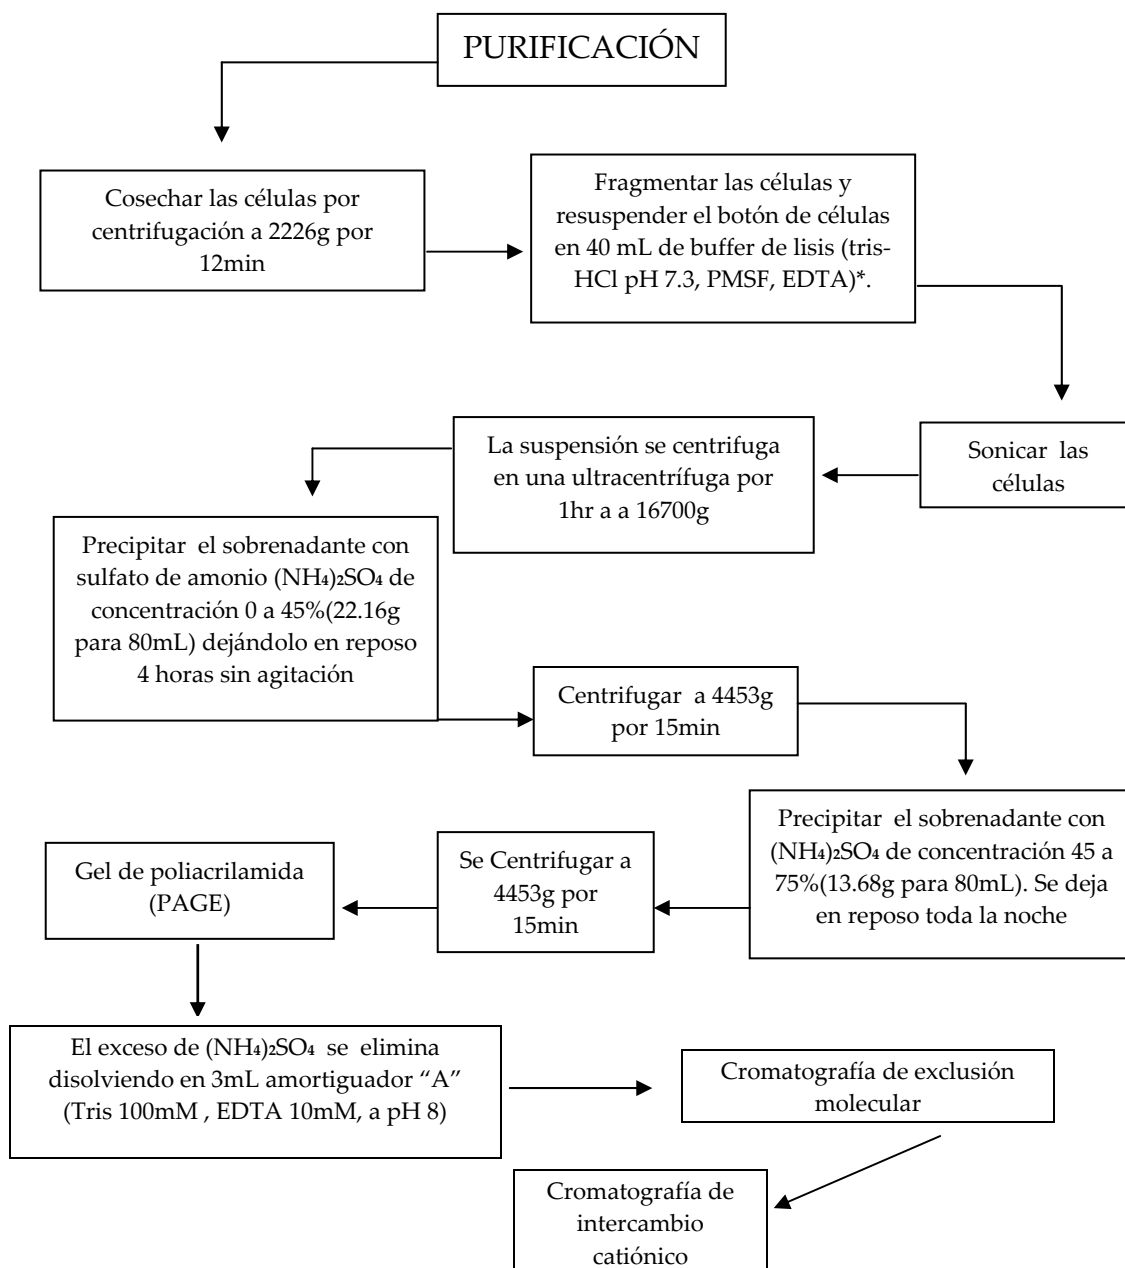 PURIFICACIÓN
Cosechar las células por
centrifugación a 2226g por
12min
Fragmentar las células y
resuspender el botón de células
en 40 mL de buffer de lisis (tris-
HCl pH 7.3, PMSF, EDTA)*.
Sonicar las
células
La suspensión se centrifuga
en una ultracentrífuga por
1hr a a 16700g
Precipitar el sobrenadante con
sulfato de amonio (NH₄)₂SO₄ de
concentración 0 a 45%(22.16g
para 80mL) dejándolo en reposo
4 horas sin agitación
Centrifugar a 4453g
por 15min
Precipitar el sobrenadante con
(NH₄)₂SO₄ de concentración 45 a
75%(13.68g para 80mL). Se deja
en reposo toda la noche
Se Centrifugar a
4453g por
15min
Gel de poliacrilamida
(PAGE)
El exceso de (NH₄)₂SO₄ se elimina
disolviendo en 3mL amortiguador “A”
(Tris 100mM , EDTA 10mM, a pH 8)
Cromatografía de exclusión
molecular
Cromatografía de
intercambio
catiónico